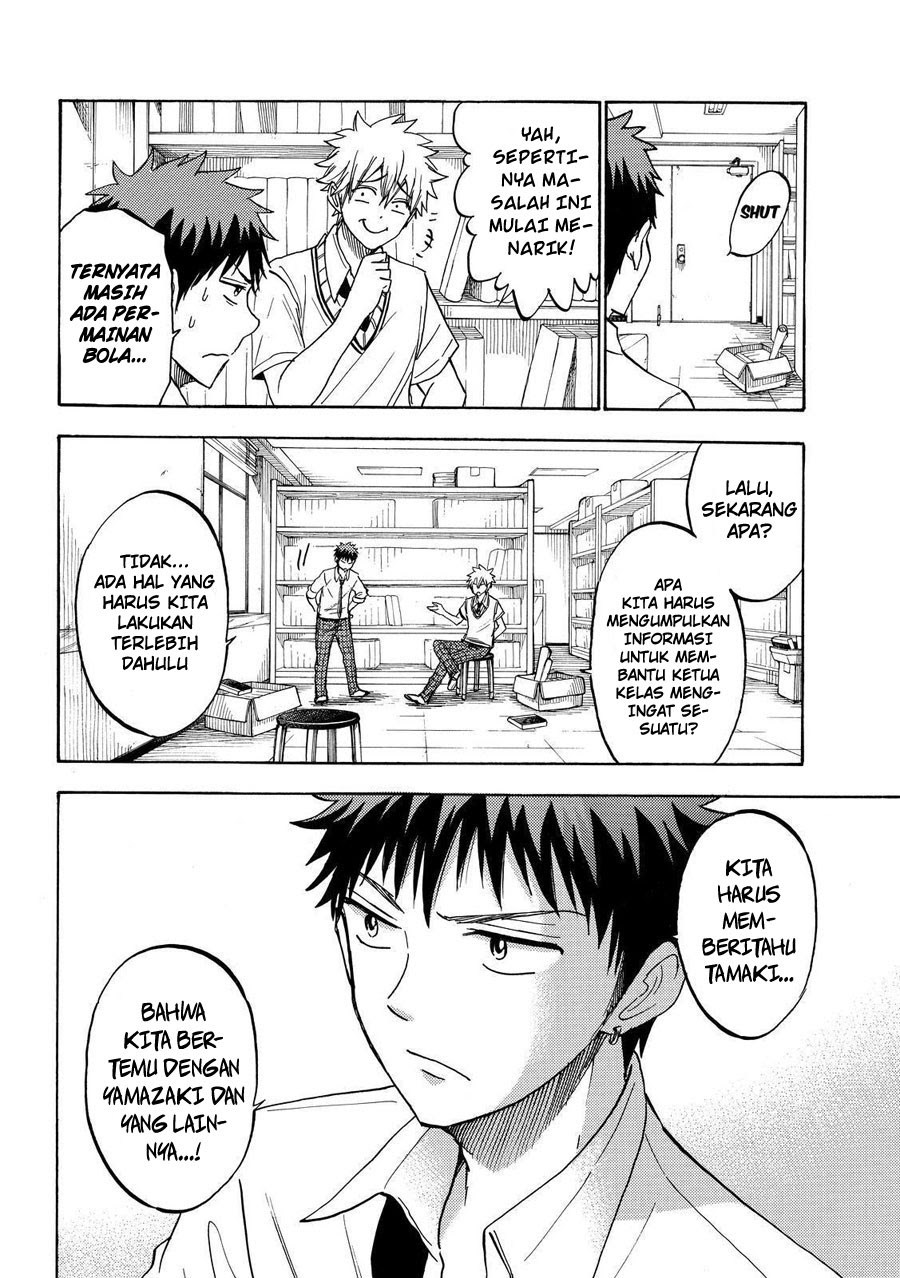 SHUT
YAH,
SEPERTI-
NYA MA-
SALAH INI
MULAI ME-
NARIK!
TERNYATA
MASIH
ADA PER-
MAINAN
BOLA...
LALU,
SEKARANG
APA?
APA
KITA HARUS
MENGUMPULKAN
INFORMASI
UNTUK MEM-
BANTU KETUA
KELAS MENG-
INGAT SE-
SUATU?
TIDAK...
ADA HAL YANG
HARUS KITA
LAKUKAN
TERLEBIH
DAHULU
KITA
HARUS
MEM-
BERITAHU
TAMAKI...
BAHWA
KITA BER-
TEMU DENGAN
YAMAZAKI DAN
YANG LAIN-
NYA...!